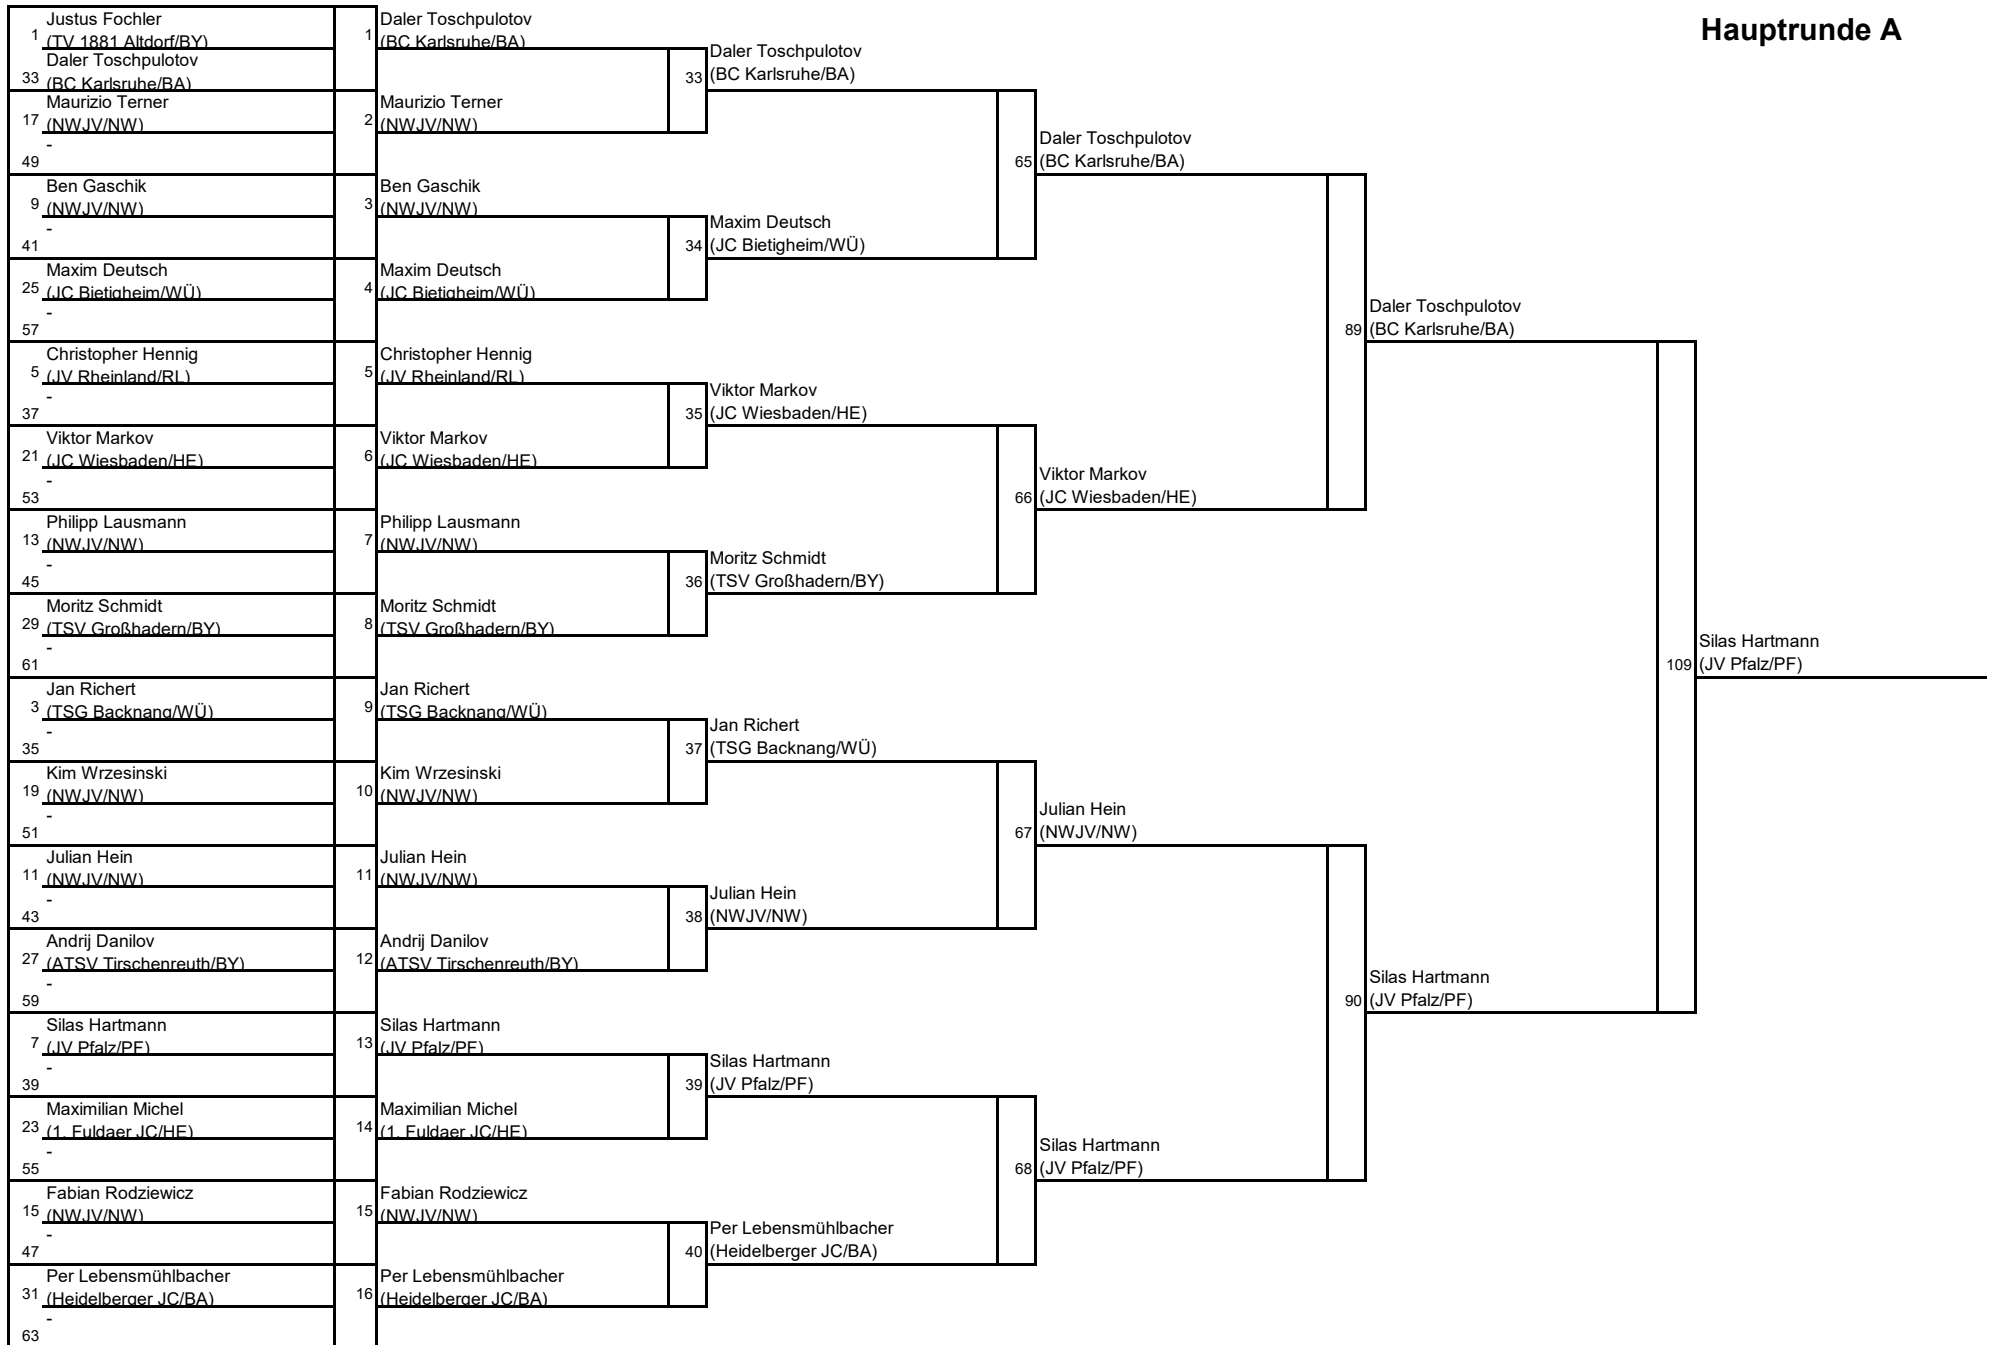 Hauptrunde A
1
Justus Fochler
(TV 1881 Altdorf/BY)
33
Daler Toschpulotov
(BC Karlsruhe/BA)
17
Maurizio Terner
(NWJV/NW)
49
-
9
Ben Gaschik
(NWJV/NW)
41
-
25
Maxim Deutsch
(JC Bietigheim/WÜ)
57
-
5
Christopher Hennig
(JV Rheinland/RL)
37
-
21
Viktor Markov
(JC Wiesbaden/HE)
53
-
13
Philipp Lausmann
(NWJV/NW)
45
-
29
Moritz Schmidt
(TSV Großhadern/BY)
61
-
3
Jan Richert
(TSG Backnang/WÜ)
35
-
19
Kim Wrzesinski
(NWJV/NW)
51
-
11
Julian Hein
(NWJV/NW)
43
-
27
Andrij Danilov
(ATSV Tirschenreuth/BY)
59
-
7
Silas Hartmann
(JV Pfalz/PF)
39
-
23
Maximilian Michel
(1. Fuldaer JC/HE)
55
-
15
Fabian Rodziewicz
(NWJV/NW)
47
-
31
Per Lebensmühlbacher
(Heidelberger JC/BA)
63
-
1
Daler Toschpulotov
(BC Karlsruhe/BA)
2
Maurizio Terner
(NWJV/NW)
3
Ben Gaschik
(NWJV/NW)
4
Maxim Deutsch
(JC Bietigheim/WÜ)
5
Christopher Hennig
(JV Rheinland/RL)
6
Viktor Markov
(JC Wiesbaden/HE)
7
Philipp Lausmann
(NWJV/NW)
8
Moritz Schmidt
(TSV Großhadern/BY)
9
Jan Richert
(TSG Backnang/WÜ)
10
Kim Wrzesinski
(NWJV/NW)
11
Julian Hein
(NWJV/NW)
12
Andrij Danilov
(ATSV Tirschenreuth/BY)
13
Silas Hartmann
(JV Pfalz/PF)
14
Maximilian Michel
(1. Fuldaer JC/HE)
15
Fabian Rodziewicz
(NWJV/NW)
16
Per Lebensmühlbacher
(Heidelberger JC/BA)
33
Daler Toschpulotov
(BC Karlsruhe/BA)
34
Maxim Deutsch
(JC Bietigheim/WÜ)
35
Viktor Markov
(JC Wiesbaden/HE)
36
Moritz Schmidt
(TSV Großhadern/BY)
37
Jan Richert
(TSG Backnang/WÜ)
38
Julian Hein
(NWJV/NW)
39
Silas Hartmann
(JV Pfalz/PF)
40
Per Lebensmühlbacher
(Heidelberger JC/BA)
65
Daler Toschpulotov
(BC Karlsruhe/BA)
66
Viktor Markov
(JC Wiesbaden/HE)
67
Julian Hein
(NWJV/NW)
68
Silas Hartmann
(JV Pfalz/PF)
89
Daler Toschpulotov
(BC Karlsruhe/BA)
90
Silas Hartmann
(JV Pfalz/PF)
109
Silas Hartmann
(JV Pfalz/PF)